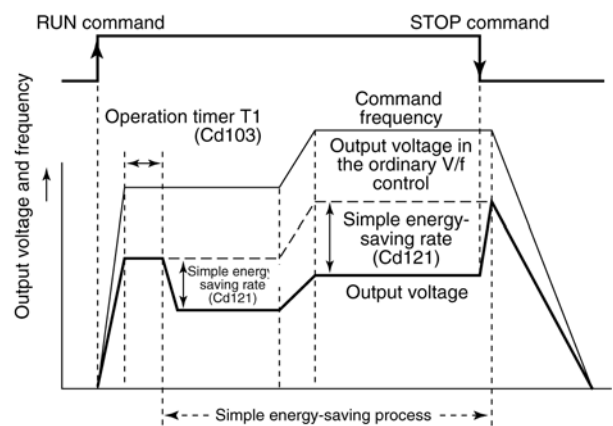 RUN command
STOP command
Operation timer T1
(Cd103)
Command
frequency
Output voltage in
the ordinary V/f
control
Output voltage and frequency
Simple energy-
saving rate
(Cd121)
Simple energy-
saving rate
(Cd121)
Output voltage
Simple energy-saving process